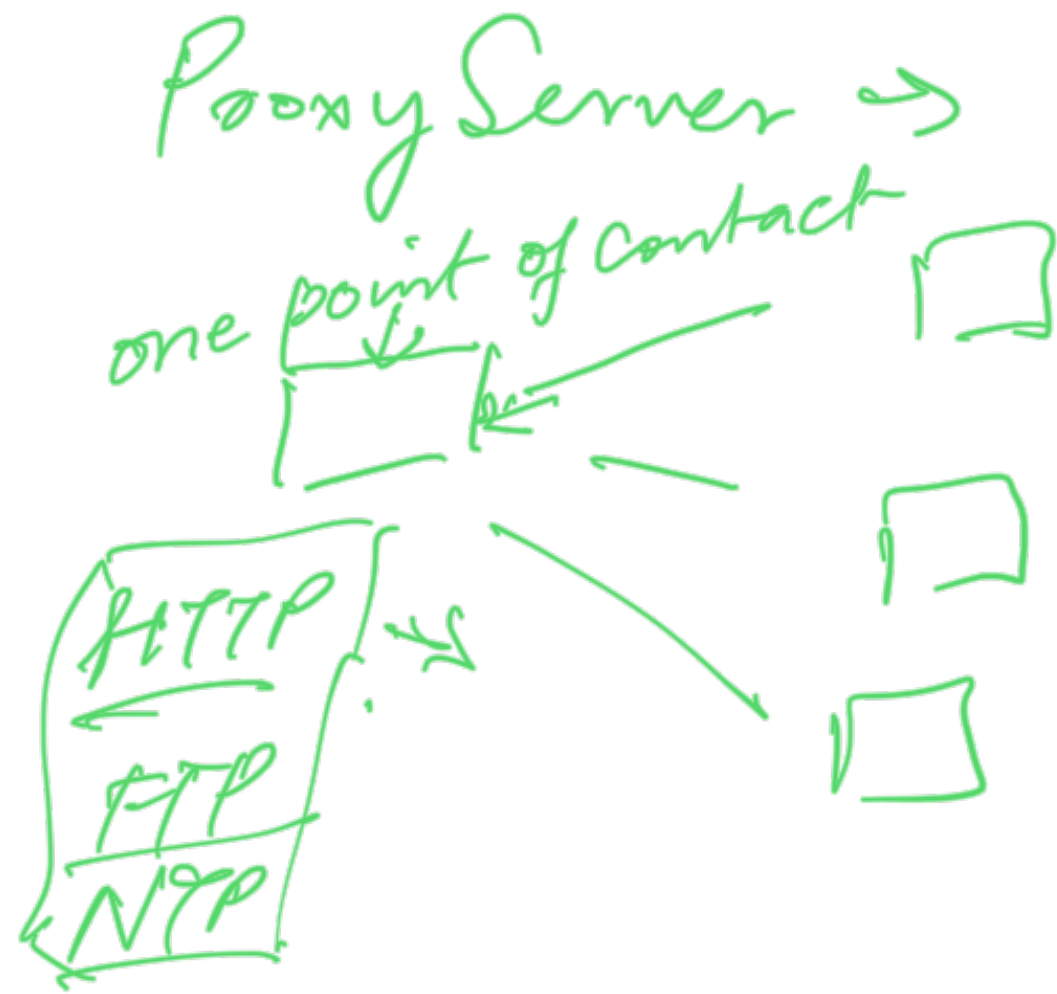 Proxy Server →
one point of contact
HTTP
FTP
NTP